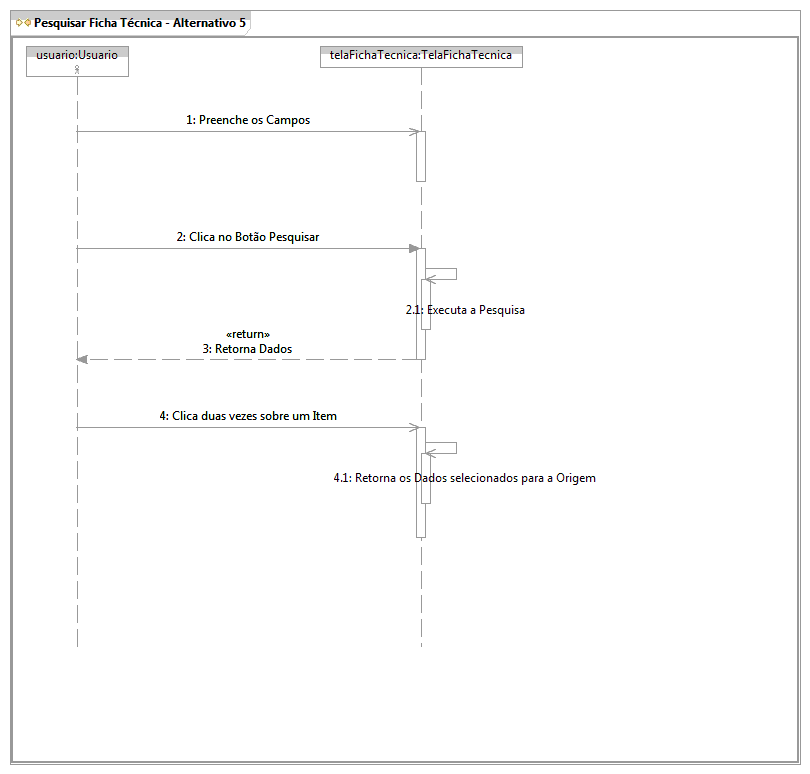 Pesquisar Ficha Técnica - Alternativo 5
usuario:Usuario
telaFichaTecnica:TelaFichaTecnica
1: Preenche os Campos
2: Clica no Botão Pesquisar
2.1: Executa a Pesquisa
«return»
3: Retorna Dados
4: Clica duas vezes sobre um Item
4.1: Retorna os Dados selecionados para a Origem